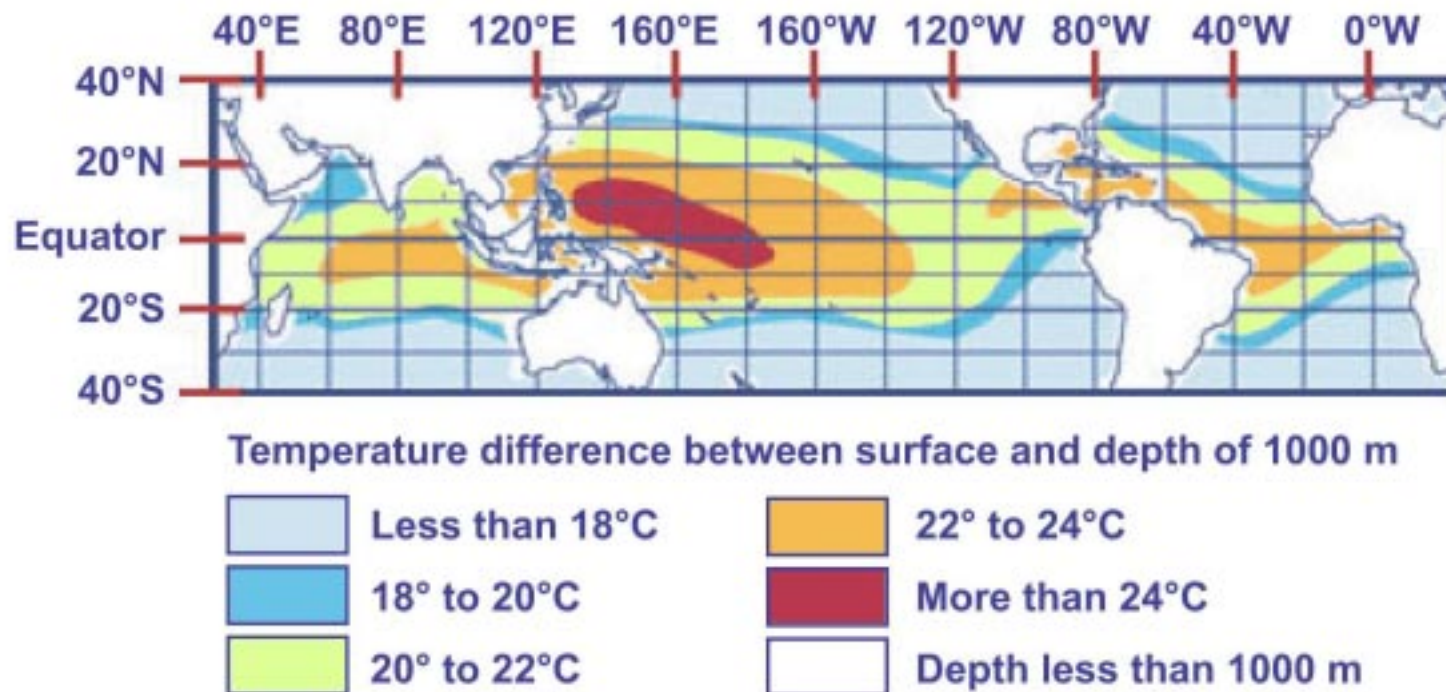 40°E 80°E 120°E 160°E 160°W 120°W 80°W 40°W 0°W
40°N
20°N
Equator
20°S
40°S
Temperature difference between surface and depth of 1000 m
Less than 18°C
22° to 24°C
18° to 20°C
More than 24°C
20° to 22°C
Depth less than 1000 m